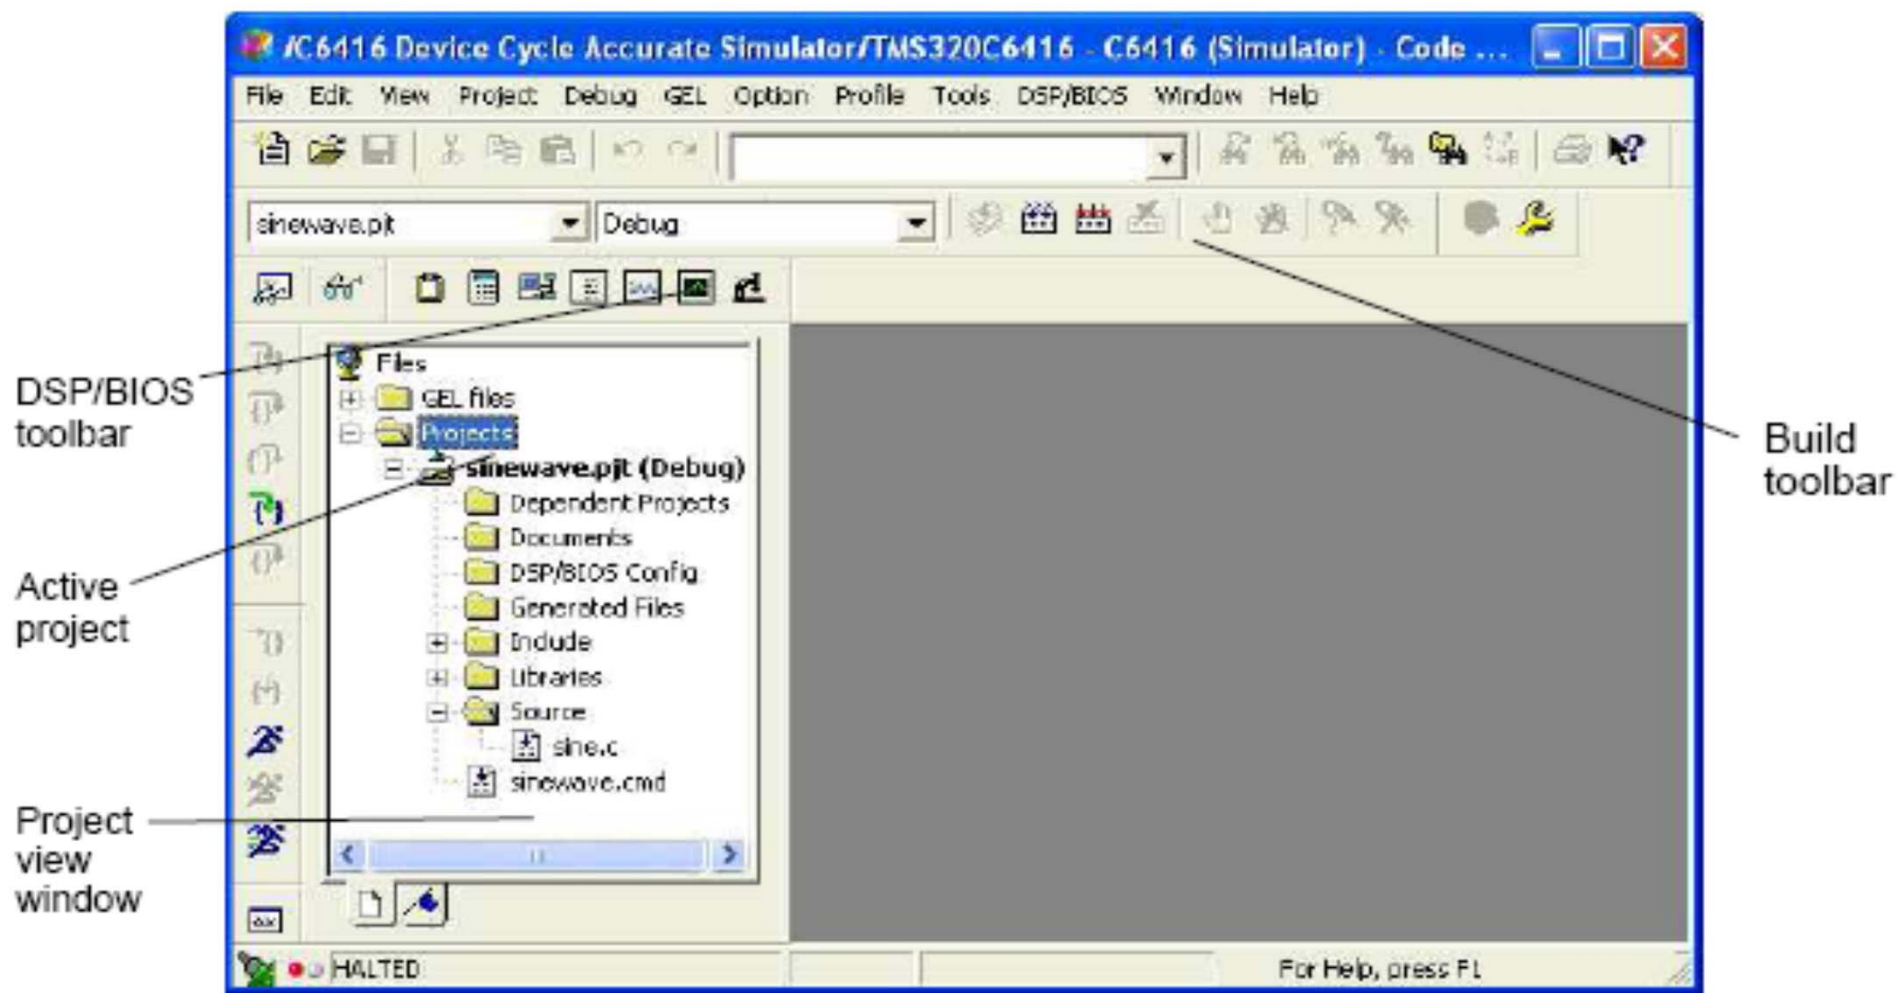 /C6416 Device Cycle Accurate Simulator/TMS320C6416 - C6416 (Simulator) - Code ...
File Edit View Project Debug GEL Option Profile Tools DSP/BIOS Window Help
sinewave.pjt Debug
Files
GEL files
Projects
sinewave.pjt (Debug)
Dependent Projects
Documents
DSP/BIOS Config
Generated Files
Include
Libraries
Source
sine.c
sinewave.cmd
HALTED
For Help, press F1
DSP/BIOS
toolbar
Active
project
Project
view
window
Build
toolbar